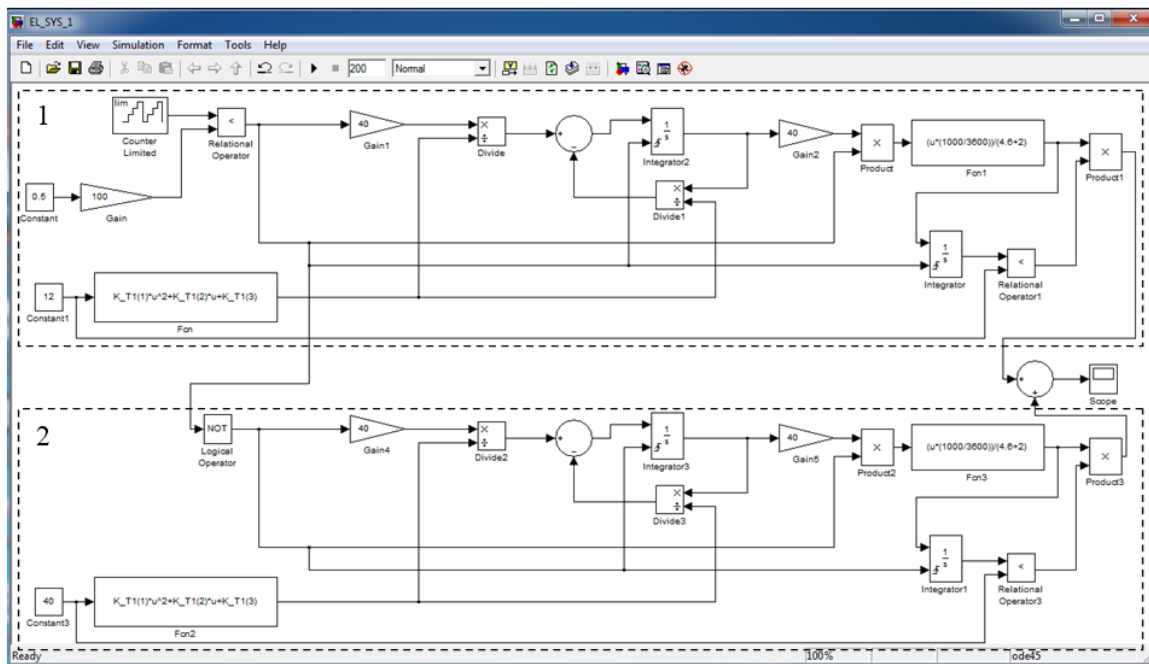 EL_SYS_1
File Edit View Simulation Format Tools Help
200 Normal
1
lim
Counter Limited
<
Relational Operator
40
Gain1
×
÷
Divide
+
−
1
s
Integrator2
40
Gain2
×
Product
(u*(1000/3600))/(4.6+2)
Fcn1
×
Product1
0.5
Constant
100
Gain
×
÷
Divide1
1
s
Integrator
<
Relational Operator1
12
Constant1
K_T1(1)*u^2+K_T1(2)*u+K_T1(3)
Fcn
+
+
Scope
2
NOT
Logical Operator
40
Gain4
×
÷
Divide2
+
−
1
s
Integrator3
40
Gain5
×
Product2
(u*(1000/3600))/(4.6+2)
Fcn3
×
Product3
×
÷
Divide3
1
s
Integrator1
<
Relational Operator3
40
Constant3
K_T1(1)*u^2+K_T1(2)*u+K_T1(3)
Fcn2
Ready 100% ode45